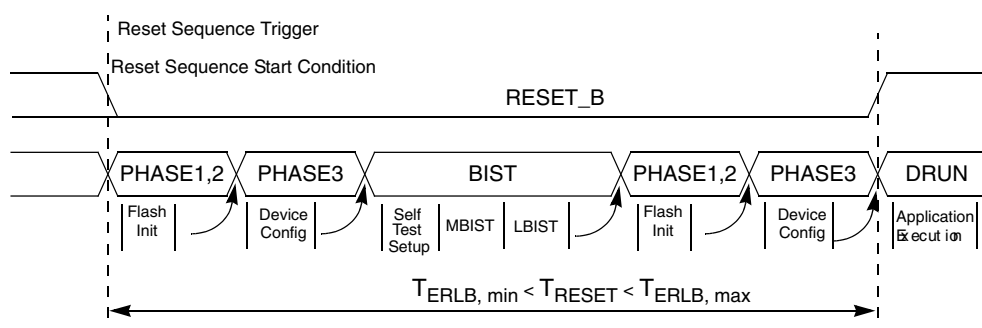 Reset Sequence Trigger
Reset Sequence Start Condition
RESET_B
PHASE1,2 PHASE3 BIST PHASE1,2 PHASE3 DRUN
Flash Init
Device Config
Self Test Setup
MBIST
LBIST
Flash Init
Device Config
Application Execution
TERLB, min < TRESET < TERLB, max